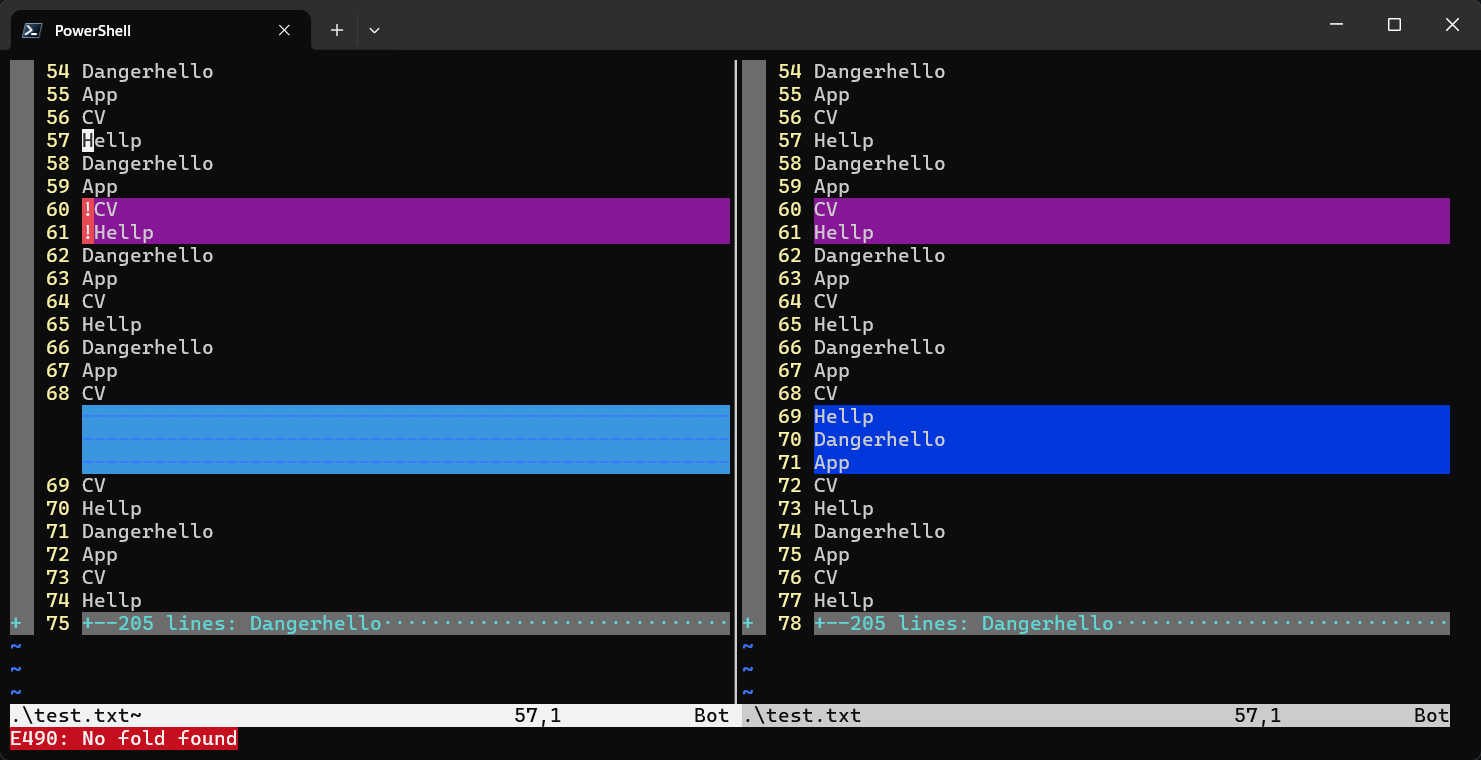 PowerShell
54 Dangerhello
55 App
56 CV
57 Hellp
58 Dangerhello
59 App
60 !CV
61 !Hellp
62 Dangerhello
63 App
64 CV
65 Hellp
66 Dangerhello
67 App
68 CV
69 CV
70 Hellp
71 Dangerhello
72 App
73 CV
74 Hellp
+ 75 +--205 lines: Dangerhello
~
~
~
.\test.txt~ 57,1 Bot
54 Dangerhello
55 App
56 CV
57 Hellp
58 Dangerhello
59 App
60 CV
61 Hellp
62 Dangerhello
63 App
64 CV
65 Hellp
66 Dangerhello
67 App
68 CV
69 Hellp
70 Dangerhello
71 App
72 CV
73 Hellp
74 Dangerhello
75 App
76 CV
77 Hellp
+ 78 +--205 lines: Dangerhello
~
~
~
.\test.txt 57,1 Bot
E490: No fold found